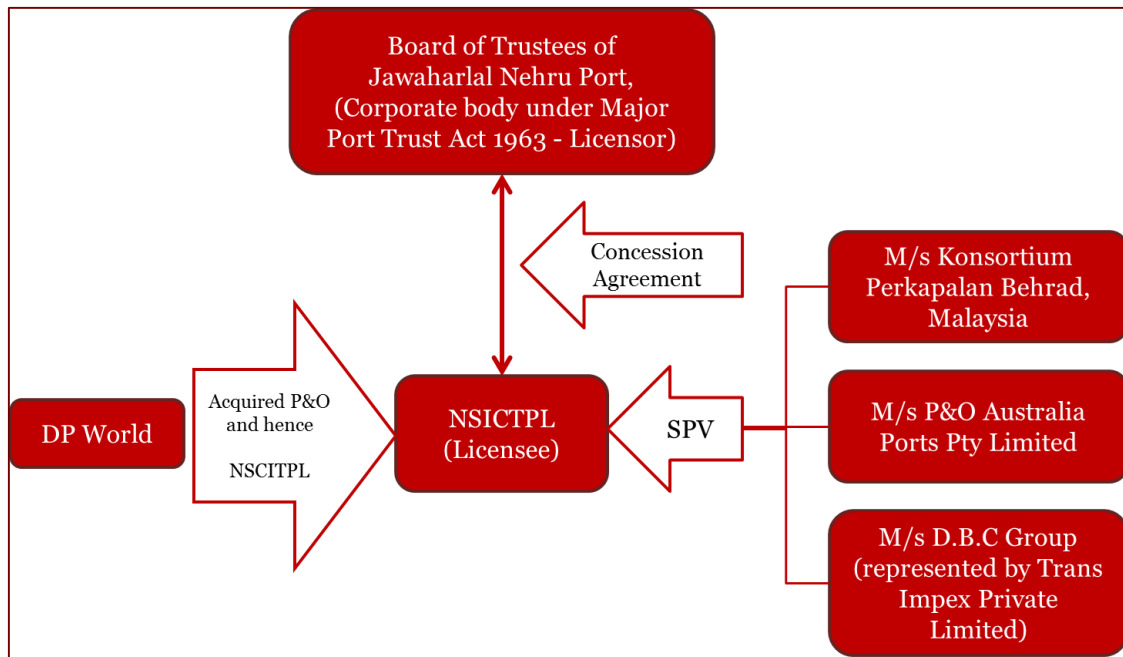 Board of Trustees of
Jawaharlal Nehru Port,
(Corporate body under Major
Port Trust Act 1963 - Licensor)
Concession
Agreement
M/s Konsortium
Perkapalan Behrad,
Malaysia
DP World
Acquired P&O
and hence
NSCITPL
NSICTPL
(Licensee)
SPV
M/s P&O Australia
Ports Pty Limited
M/s D.B.C Group
(represented by Trans
Impex Private
Limited)